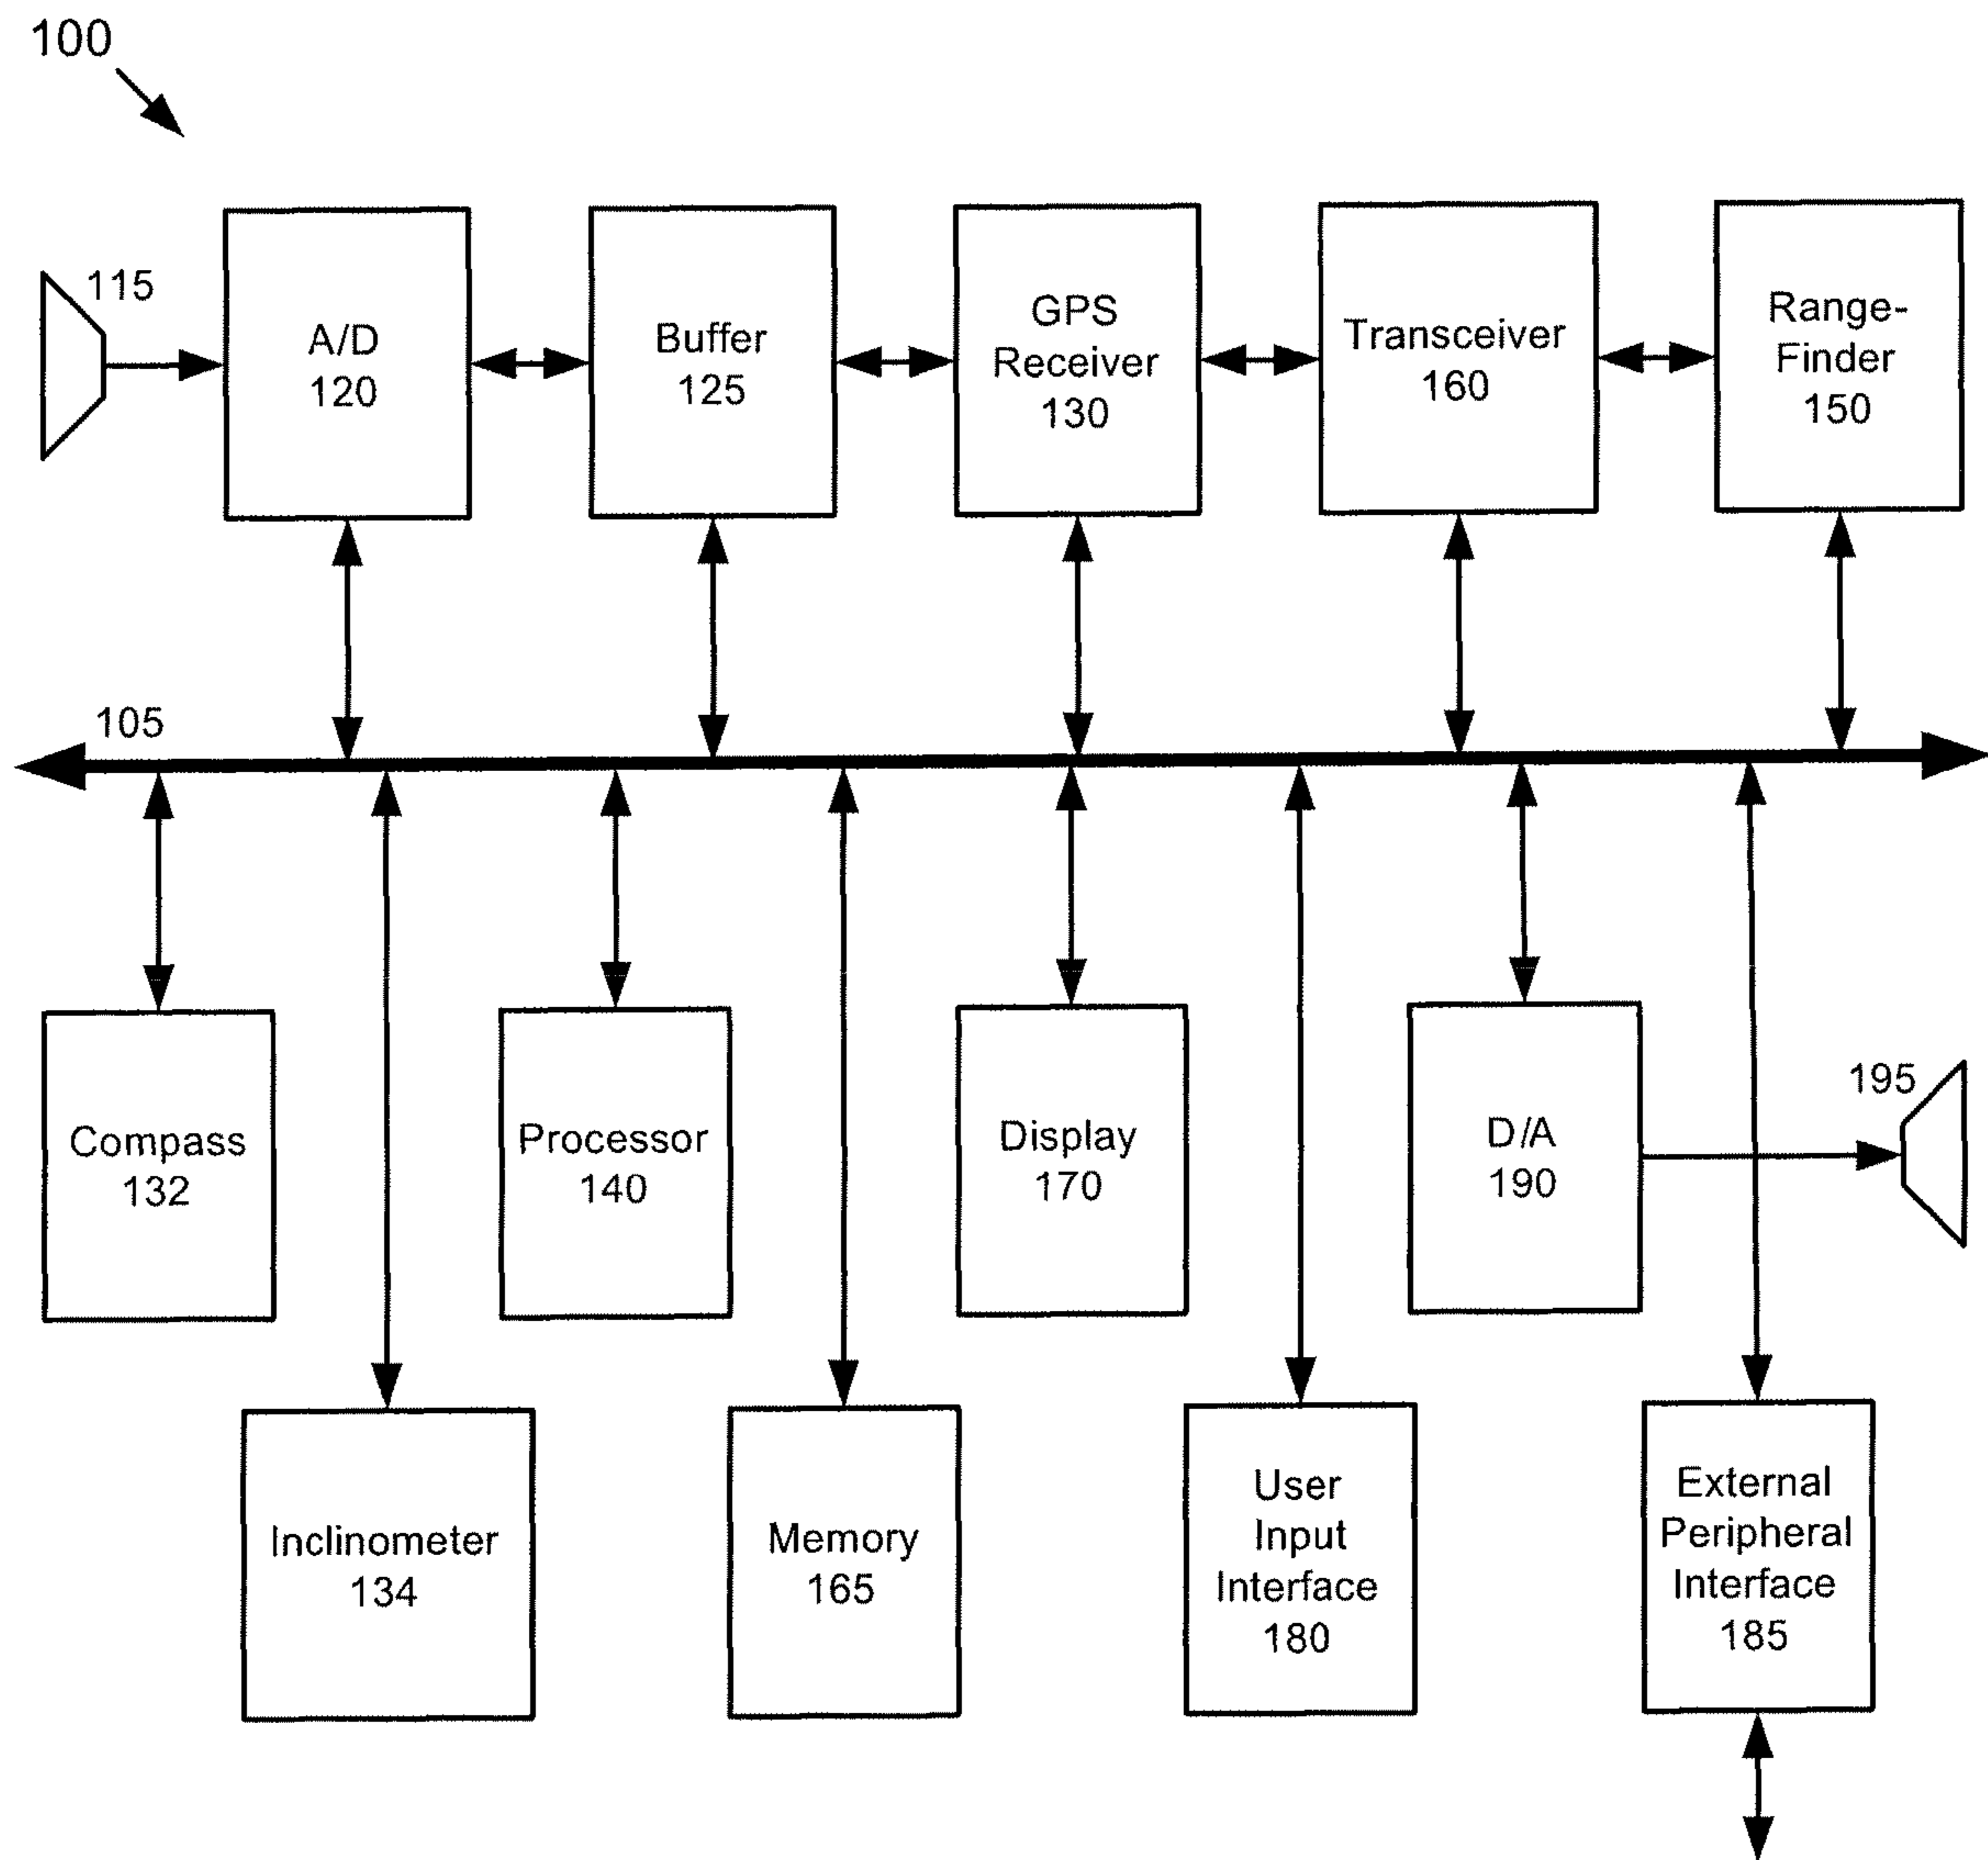 100
115
A/D
120
Buffer
125
GPS
Receiver
130
Transceiver
160
Range-
Finder
150
105
Compass
132
Processor
140
Display
170
D/A
190
195
Inclinometer
134
Memory
165
User
Input
Interface
180
External
Peripheral
Interface
185